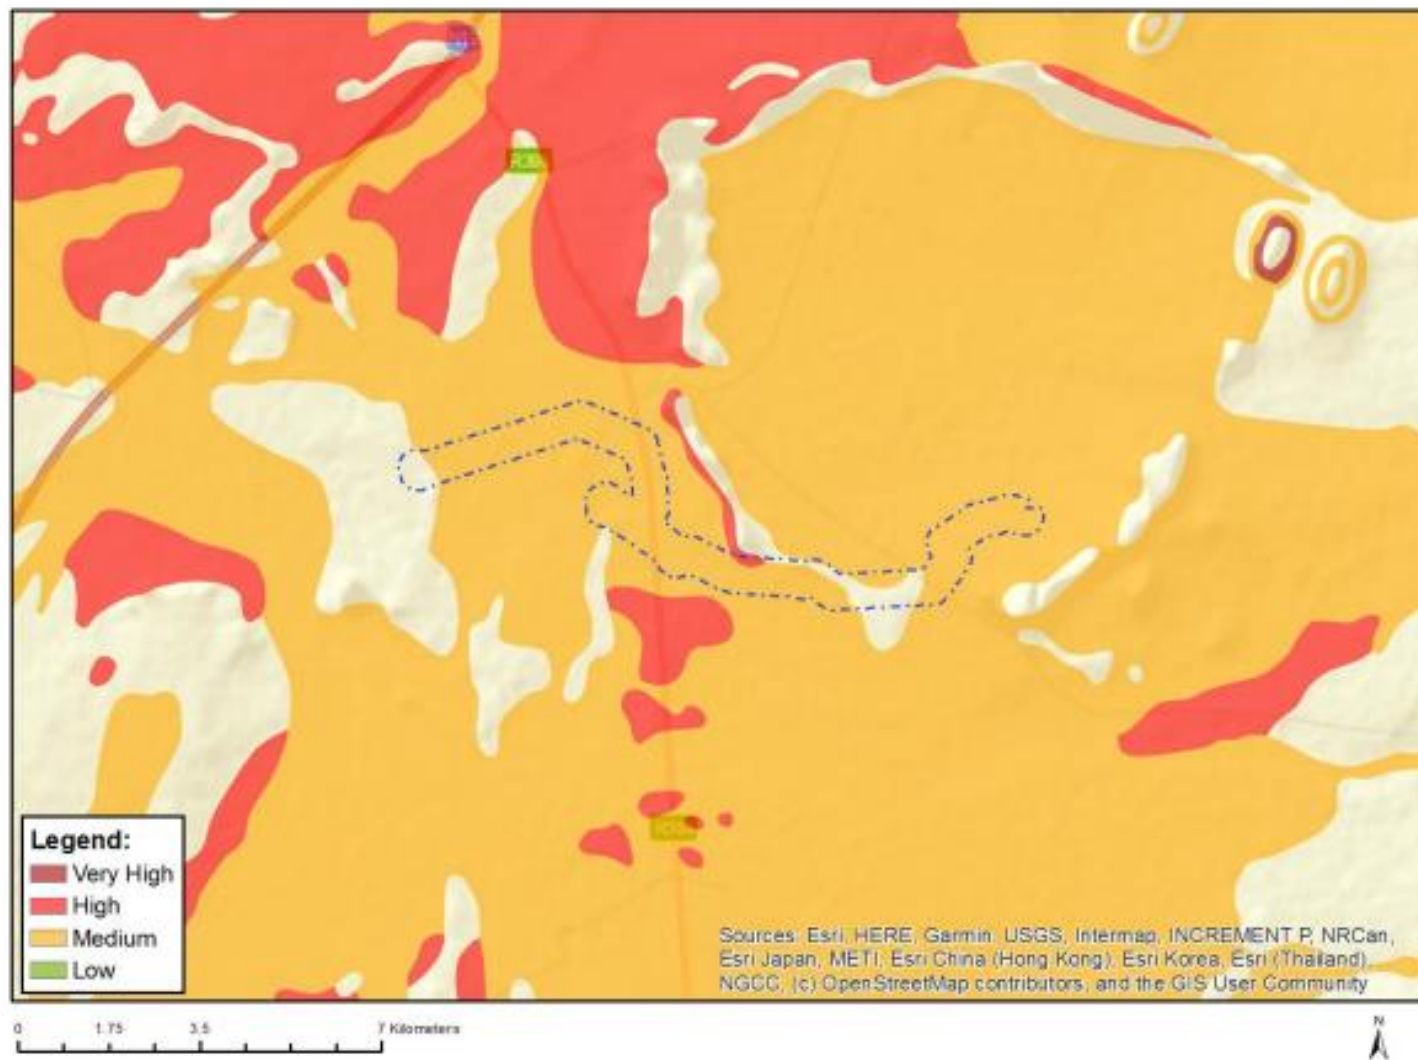 Legend:
Very High
High
Medium
Low
Sources: Esri, HERE, Garmin, USGS, Intermap, INCREMENT P, NRCan,
Esri Japan, METI, Esri China (Hong Kong), Esri Korea, Esri (Thailand),
NGCC, (c) OpenStreetMap contributors, and the GIS User Community
0 1.75 3.5 7 Kilometers
N